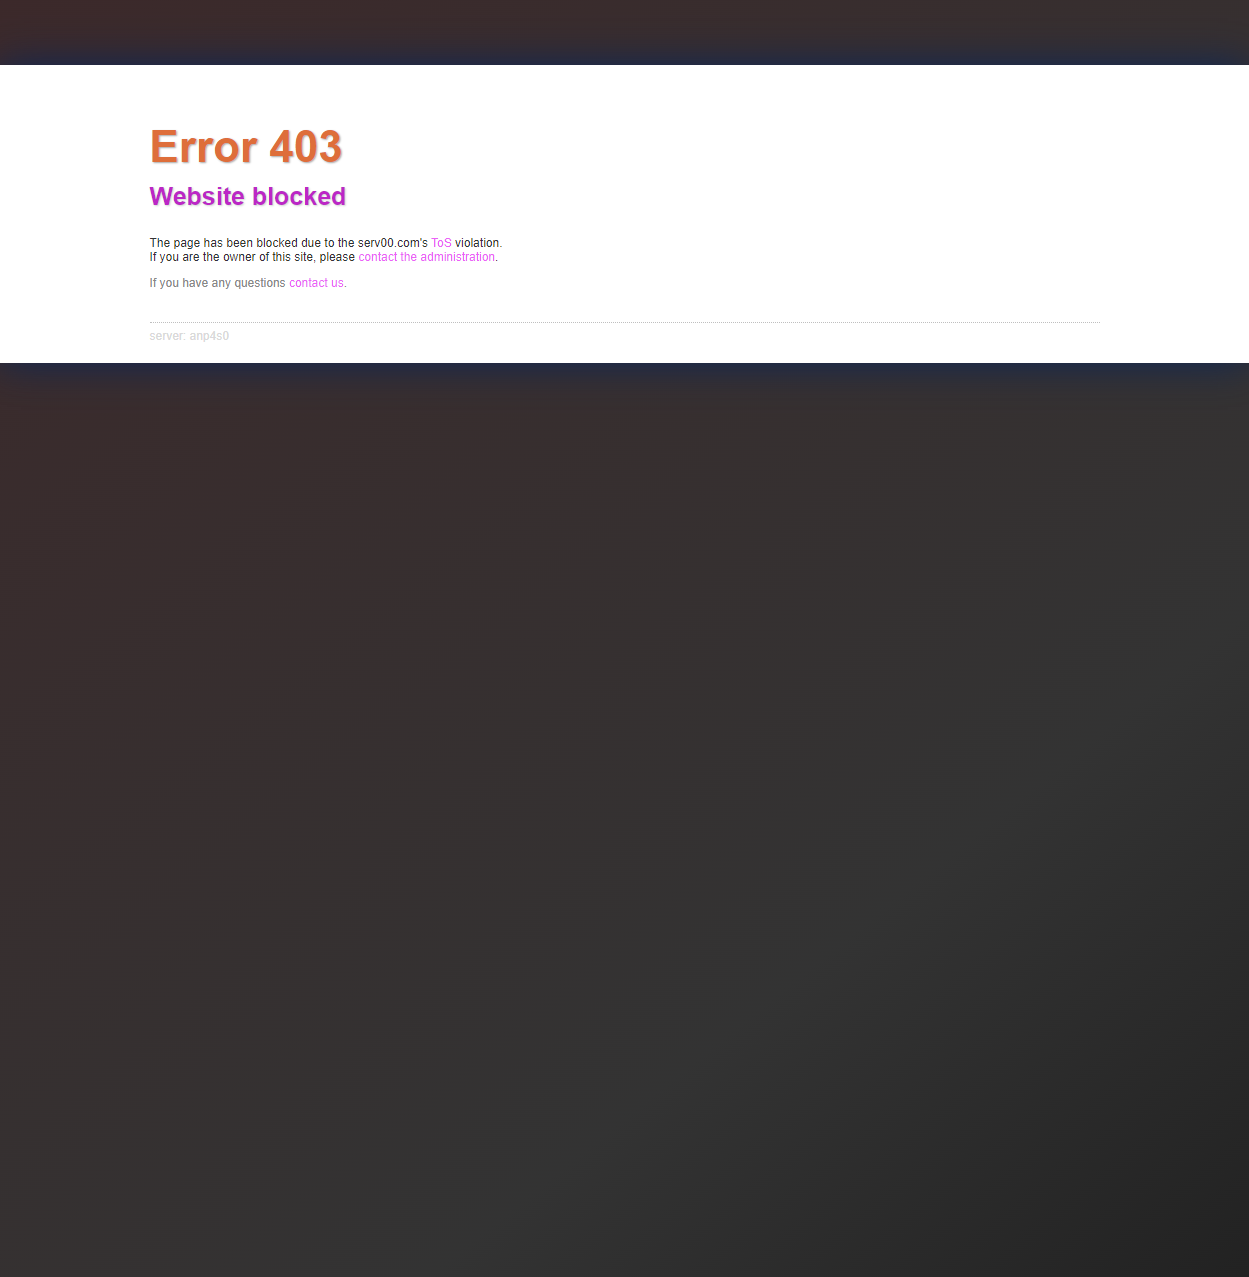 Error 403
Website blocked
The page has been blocked due to the serv00.com's ToS violation.
If you are the owner of this site, please contact the administration.
If you have any questions contact us.
server: anp4s0